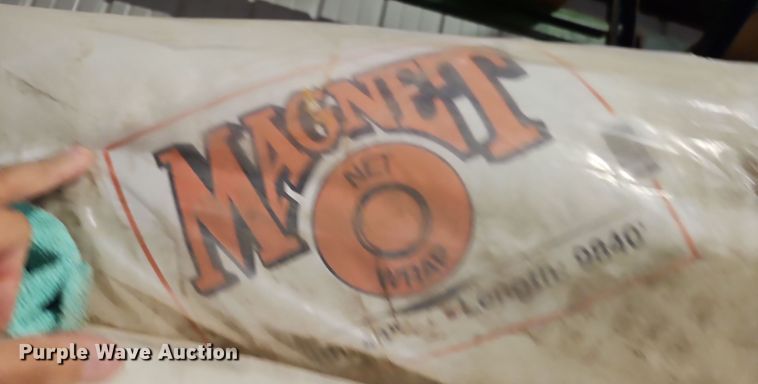 MAGNET
NET
WRAP
Length: 9840'
Purple Wave Auction